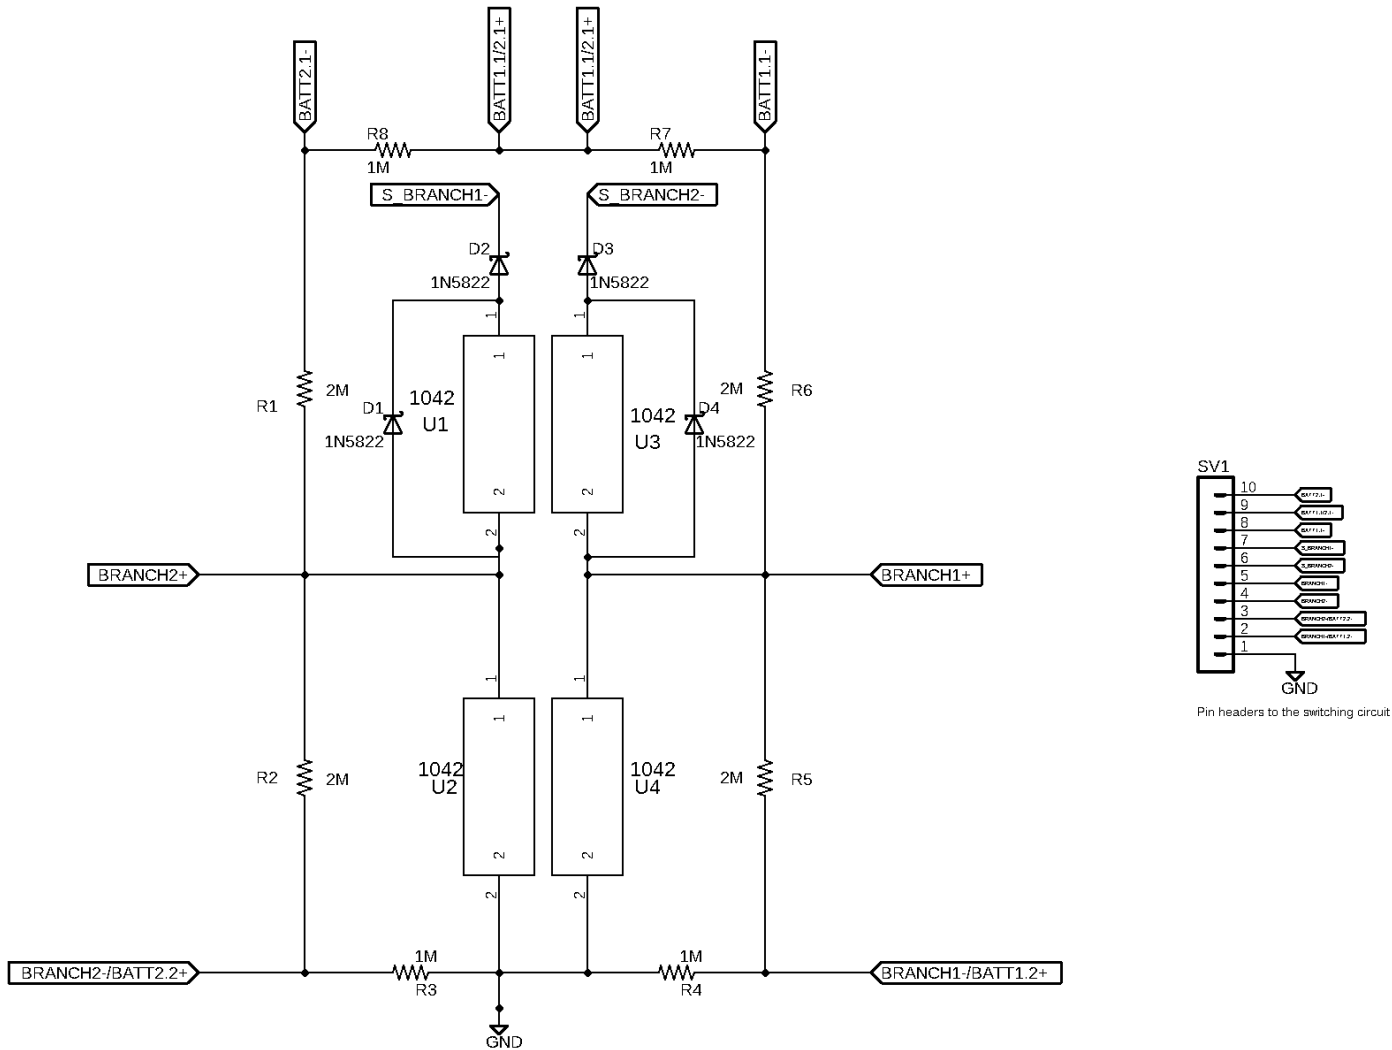 BATT2.1-
BATT1.1/2.1+
BATT1.1/2.1+
BATT1.1-
R8
1M
R7
1M
S_BRANCH1-
S_BRANCH2-
D2
1N5822
D3
1N5822
1
1
1
1
R1
2M
D1
1N5822
1042
U1
1042
U3
2M
D4
1N5822
R6
2
2
2
2
BRANCH2+
BRANCH1+
1
1
1
1
R2
2M
1042
U2
1042
U4
2M
R5
2
2
2
2
BRANCH2-/BATT2.2+
1M
R3
1M
R4
BRANCH1-/BATT1.2+
GND
SV1
10
9
8
7
6
5
4
3
2
1
GND
Pin headers to the switching circuit